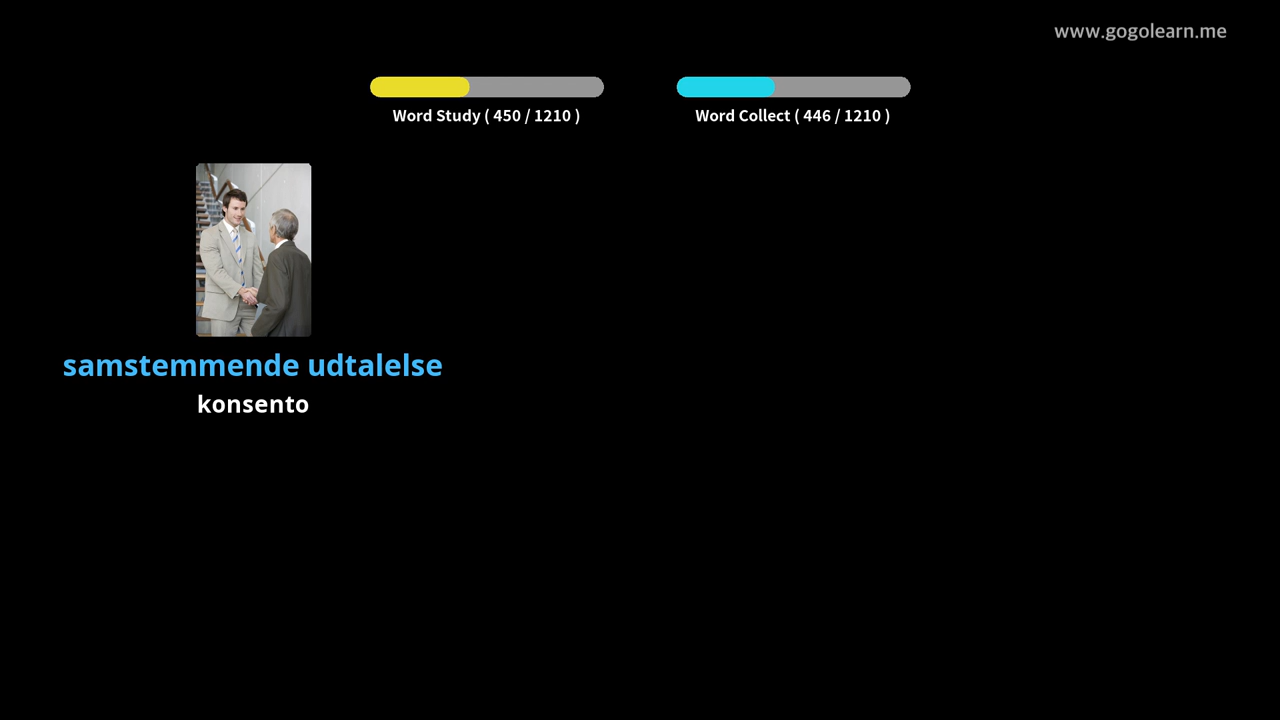 www.gogolearn.me
Word Study ( 450 / 1210 )
Word Collect ( 446 / 1210 )
samstemmende udtalelse
konsento